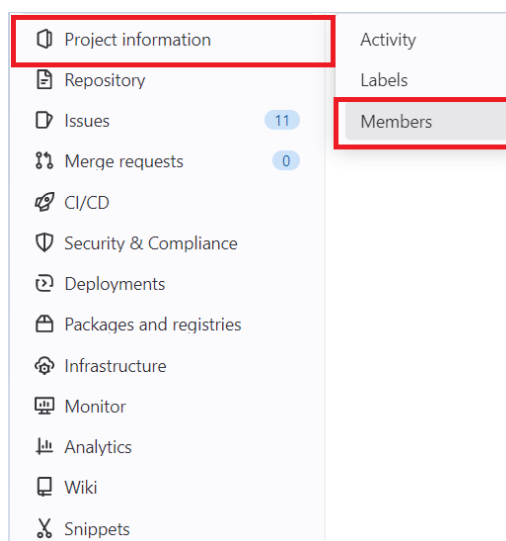 Project information
Repository
Issues 11
Merge requests 0
CI/CD
Security & Compliance
Deployments
Packages and registries
Infrastructure
Monitor
Analytics
Wiki
Snippets
Activity
Labels
Members